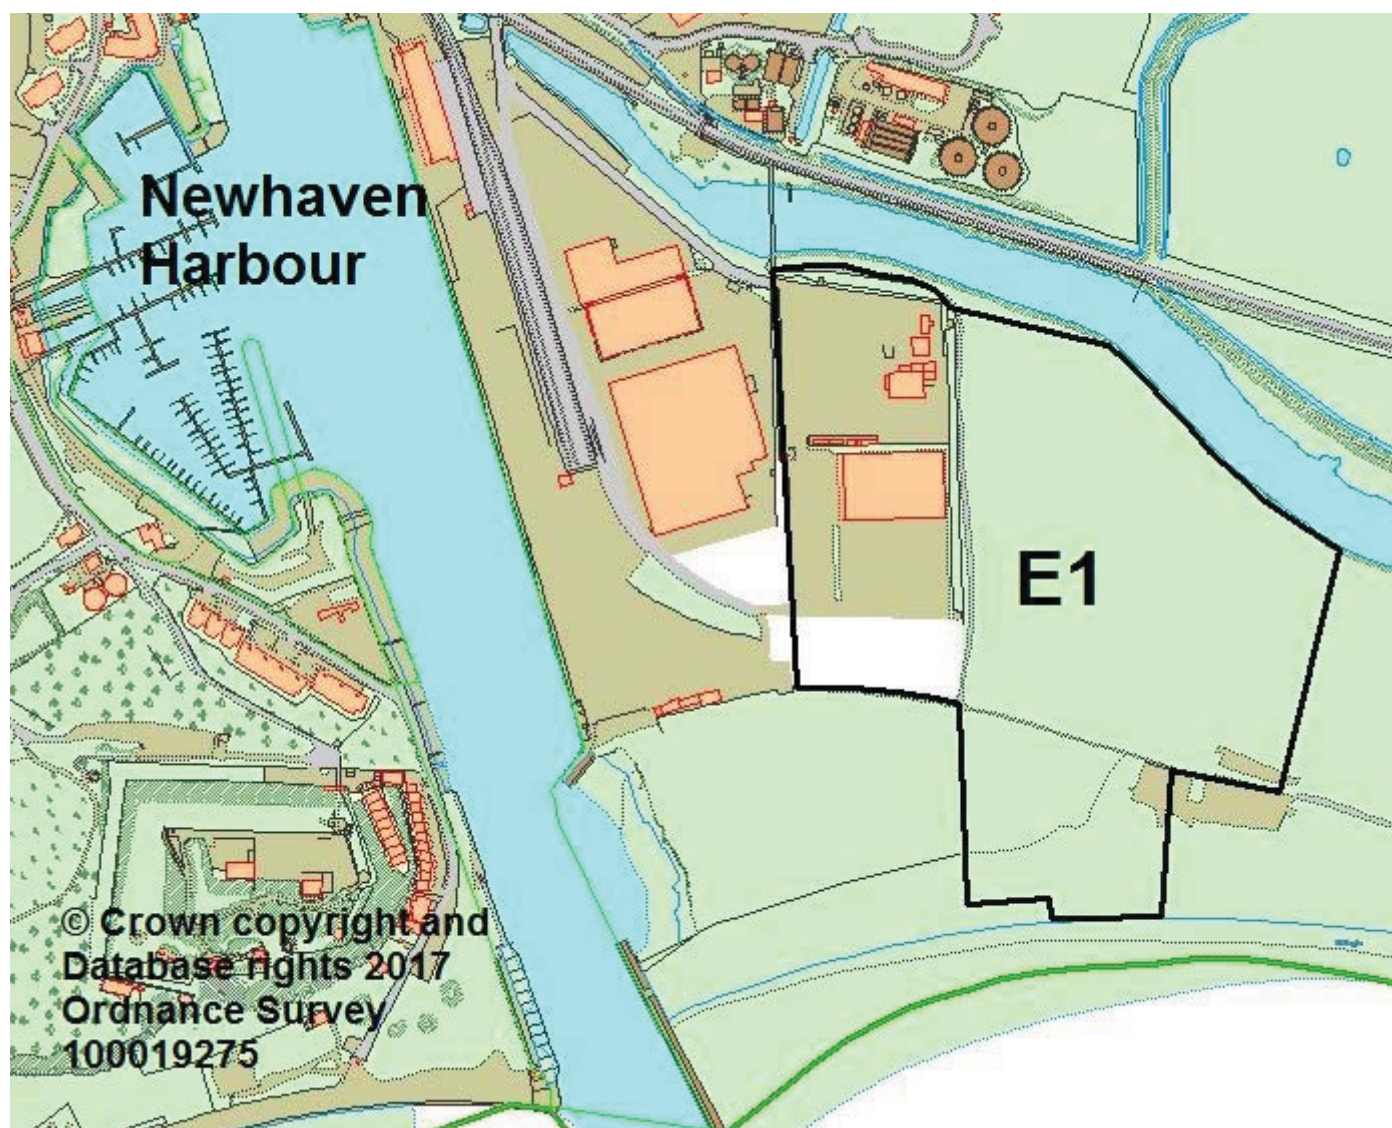 Newhaven
Harbour
E1
© Crown copyright and
Database rights 2017
Ordnance Survey
100019275